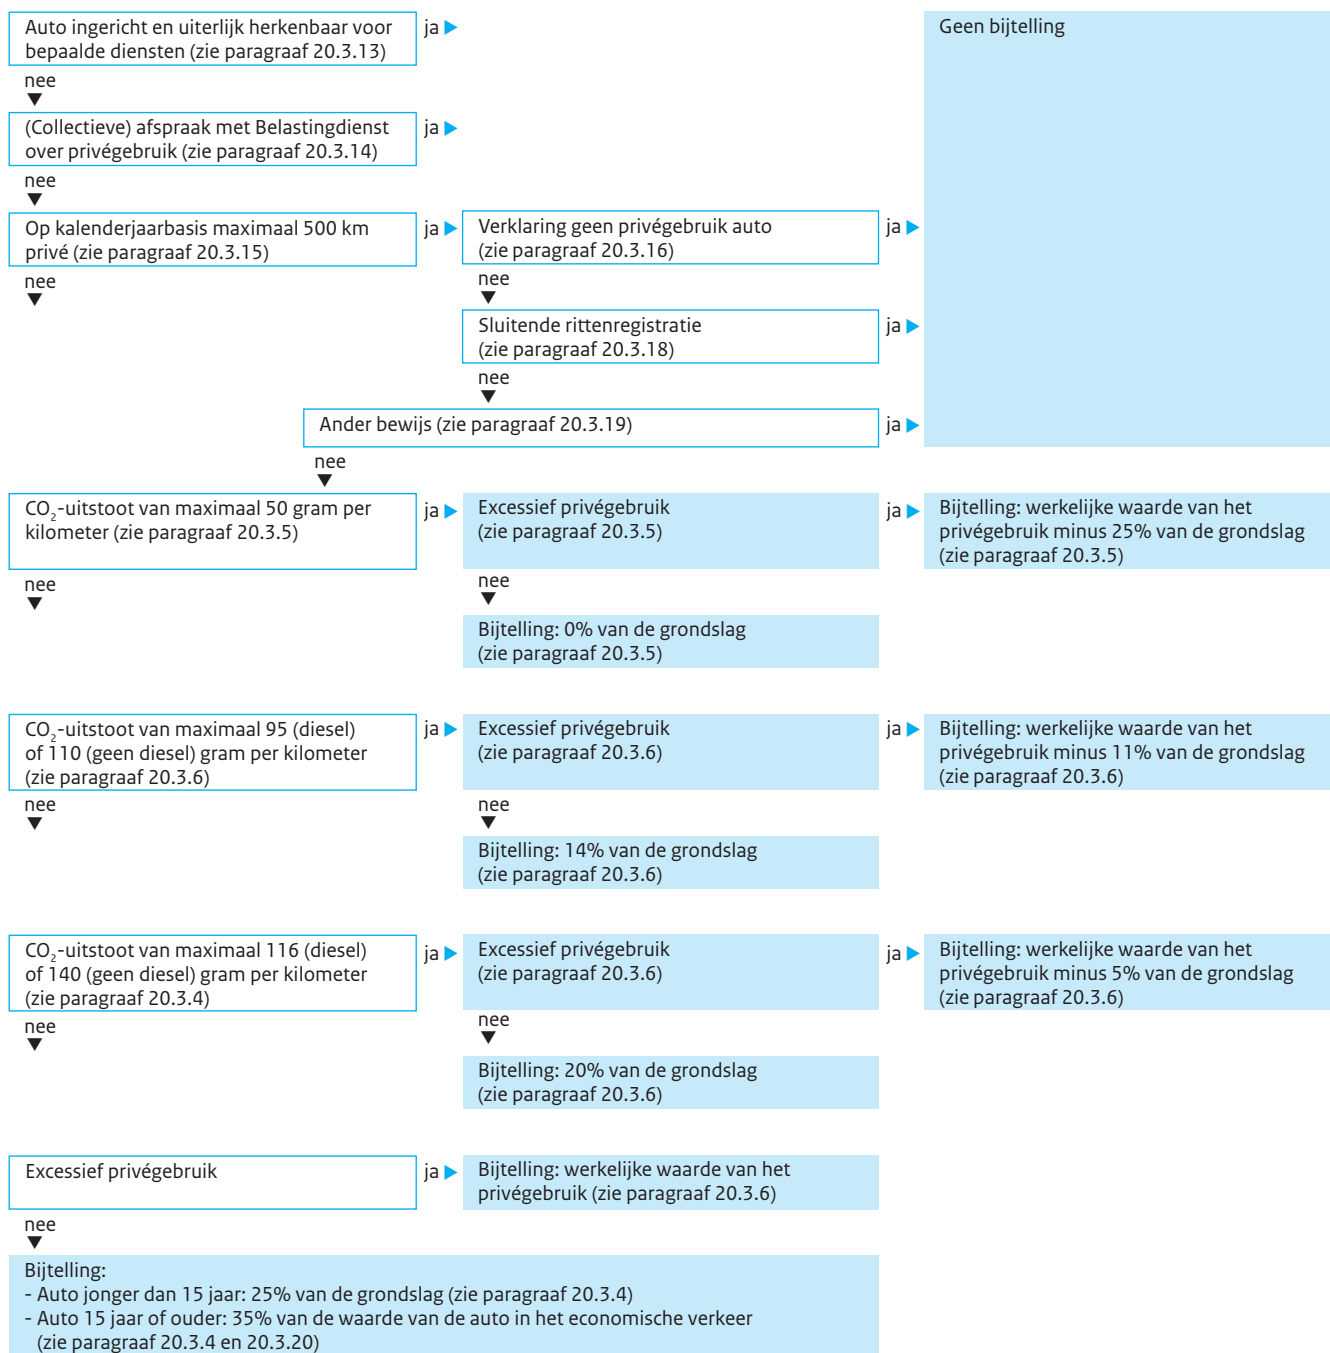 Auto ingericht en uiterlijk herkenbaar voor
bepaalde diensten (zie paragraaf 20.3.13)
ja
Geen bijtelling
nee
(Collectieve) afspraak met Belastingdienst
over privégebruik (zie paragraaf 20.3.14)
ja
nee
Op kalenderjaarbasis maximaal 500 km
privé (zie paragraaf 20.3.15)
ja
Verklaring geen privégebruik auto
(zie paragraaf 20.3.16)
ja
nee
nee
Sluitende rittenregistratie
(zie paragraaf 20.3.18)
ja
nee
Ander bewijs (zie paragraaf 20.3.19)
ja
nee
CO₂-uitstoot van maximaal 50 gram per
kilometer (zie paragraaf 20.3.5)
ja
Excessief privégebruik
(zie paragraaf 20.3.5)
ja
Bijtelling: werkelijke waarde van het
privégebruik minus 25% van de grondslag
(zie paragraaf 20.3.5)
nee
nee
Bijtelling: 0% van de grondslag
(zie paragraaf 20.3.5)
CO₂-uitstoot van maximaal 95 (diesel)
of 110 (geen diesel) gram per kilometer
(zie paragraaf 20.3.6)
ja
Excessief privégebruik
(zie paragraaf 20.3.6)
ja
Bijtelling: werkelijke waarde van het
privégebruik minus 11% van de grondslag
(zie paragraaf 20.3.6)
nee
nee
Bijtelling: 14% van de grondslag
(zie paragraaf 20.3.6)
CO₂-uitstoot van maximaal 116 (diesel)
of 140 (geen diesel) gram per kilometer
(zie paragraaf 20.3.4)
ja
Excessief privégebruik
(zie paragraaf 20.3.6)
ja
Bijtelling: werkelijke waarde van het
privégebruik minus 5% van de grondslag
(zie paragraaf 20.3.6)
nee
nee
Bijtelling: 20% van de grondslag
(zie paragraaf 20.3.6)
Excessief privégebruik
ja
Bijtelling: werkelijke waarde van het
privégebruik (zie paragraaf 20.3.6)
nee
Bijtelling:
- Auto jonger dan 15 jaar: 25% van de grondslag (zie paragraaf 20.3.4)
- Auto 15 jaar of ouder: 35% van de waarde van de auto in het economische verkeer
(zie paragraaf 20.3.4 en 20.3.20)